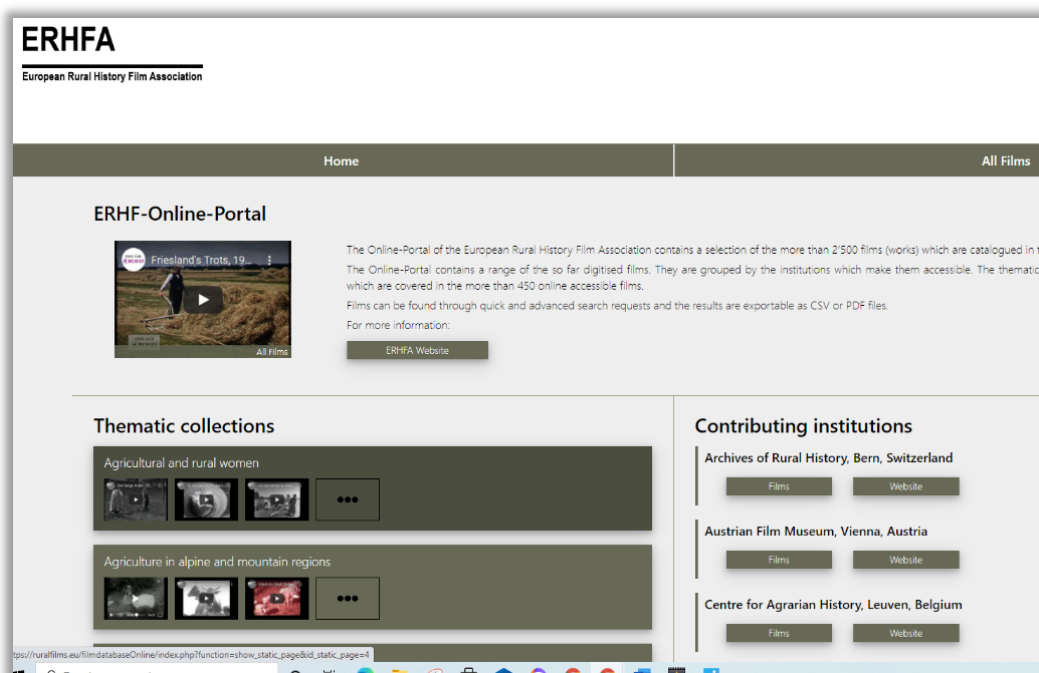 ERHFA
European Rural History Film Association
Home
All Films
ERHF-Online-Portal
Friesland's Trots, 19...
All Films
The Online-Portal of the European Rural History Film Association contains a selection of the more than 2'500 films (works) which are catalogued in
The Online-Portal contains a range of the so far digitised films. They are grouped by the institutions which make them accessible. The thematic
which are covered in the more than 450 online accessible films.
Films can be found through quick and advanced search requests and the results are exportable as CSV or PDF files.
For more information:
ERHFA Website
Thematic collections
Agricultural and rural women
Agriculture in alpine and mountain regions
Contributing institutions
Archives of Rural History, Bern, Switzerland
Films Website
Austrian Film Museum, Vienna, Austria
Films Website
Centre for Agrarian History, Leuven, Belgium
Films Website
tps://ruralfilms.eu/filmdatabaseOnline/index.php?function=show_static_page&id_static_page=4